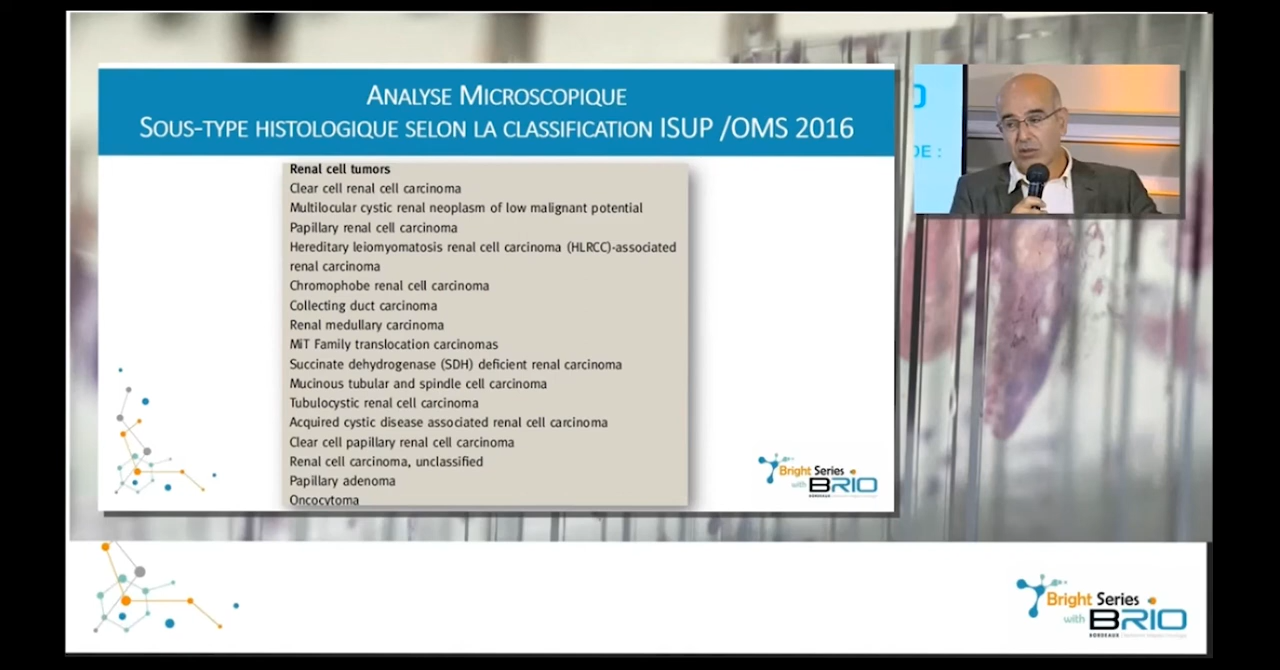 ANALYSE MICROSCOPIQUE
SOUS-TYPE HISTOLOGIQUE SELON LA CLASSIFICATION ISUP /OMS 2016
Renal cell tumors
Clear cell renal cell carcinoma
Multilocular cystic renal neoplasm of low malignant potential
Papillary renal cell carcinoma
Hereditary leiomyomatosis renal cell carcinoma (HLRCC)-associated
renal carcinoma
Chromophobe renal cell carcinoma
Collecting duct carcinoma
Renal medullary carcinoma
MiT Family translocation carcinomas
Succinate dehydrogenase (SDH) deficient renal carcinoma
Mucinous tubular and spindle cell carcinoma
Tubulocystic renal cell carcinoma
Acquired cystic disease associated renal cell carcinoma
Clear cell papillary renal cell carcinoma
Renal cell carcinoma, unclassified
Papillary adenoma
Oncocytoma
Bright Series
with BRIO
BORDEAUX
DE :
Bright Series
with BRIO
BORDEAUX